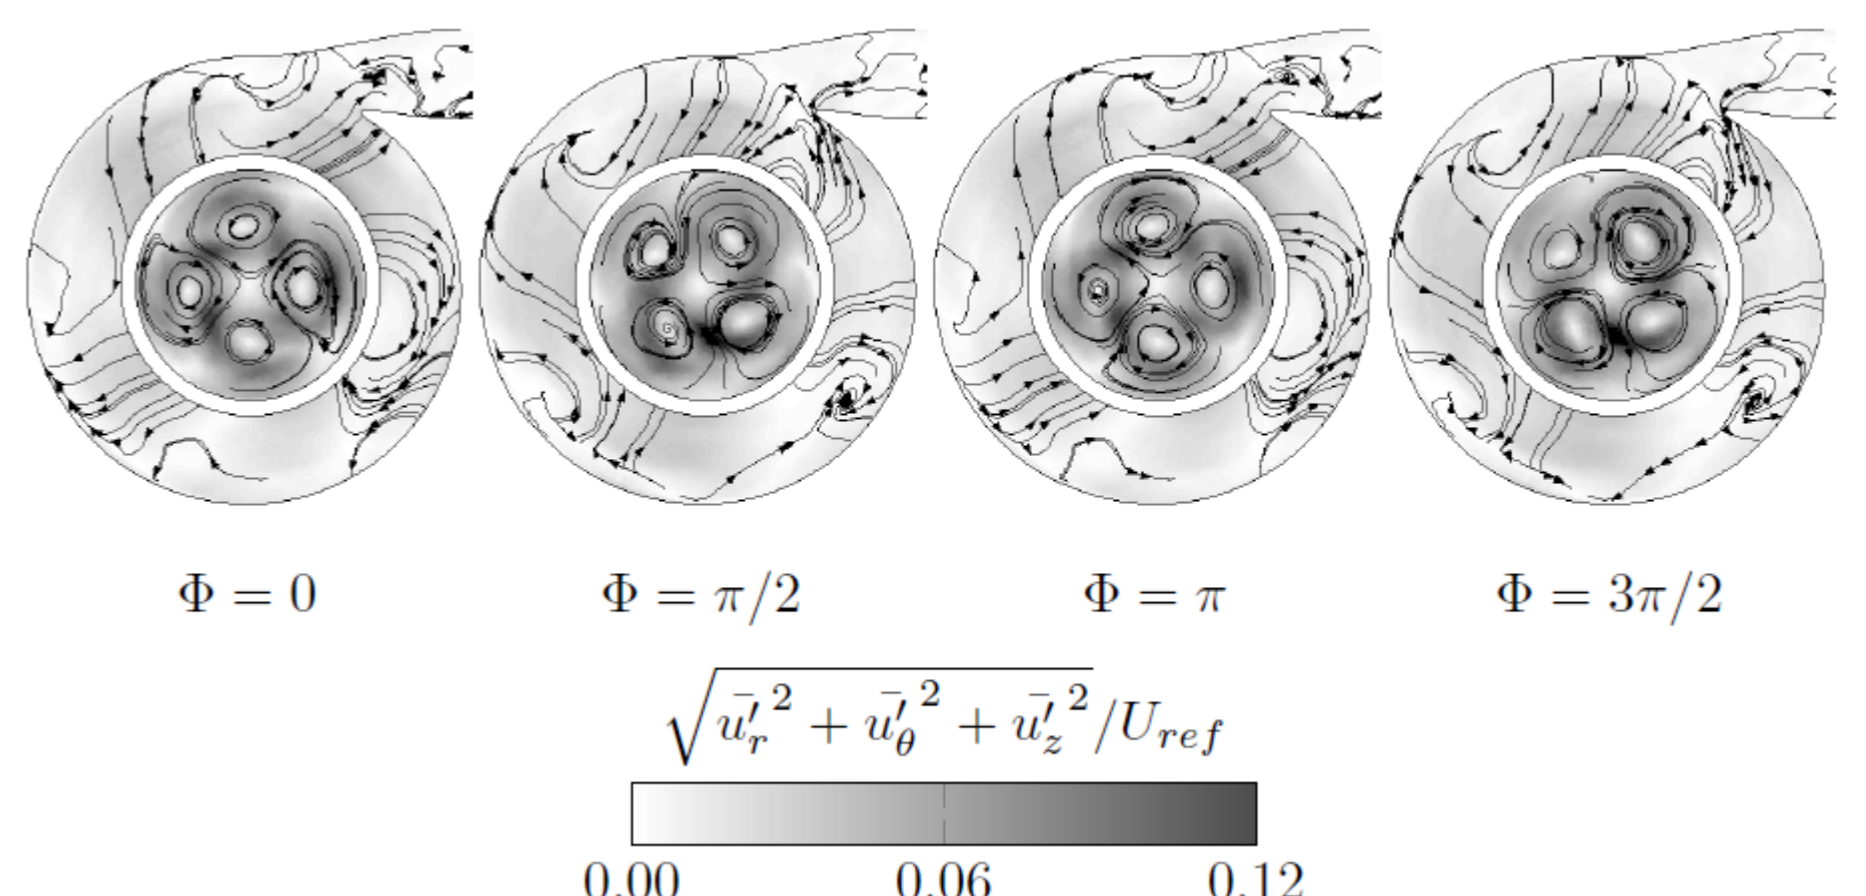 Φ = 0
Φ = π/2
Φ = π
Φ = 3π/2
√(ū′_r² + ū′_θ² + ū′_z²)/U_ref
0.00 0.06 0.12